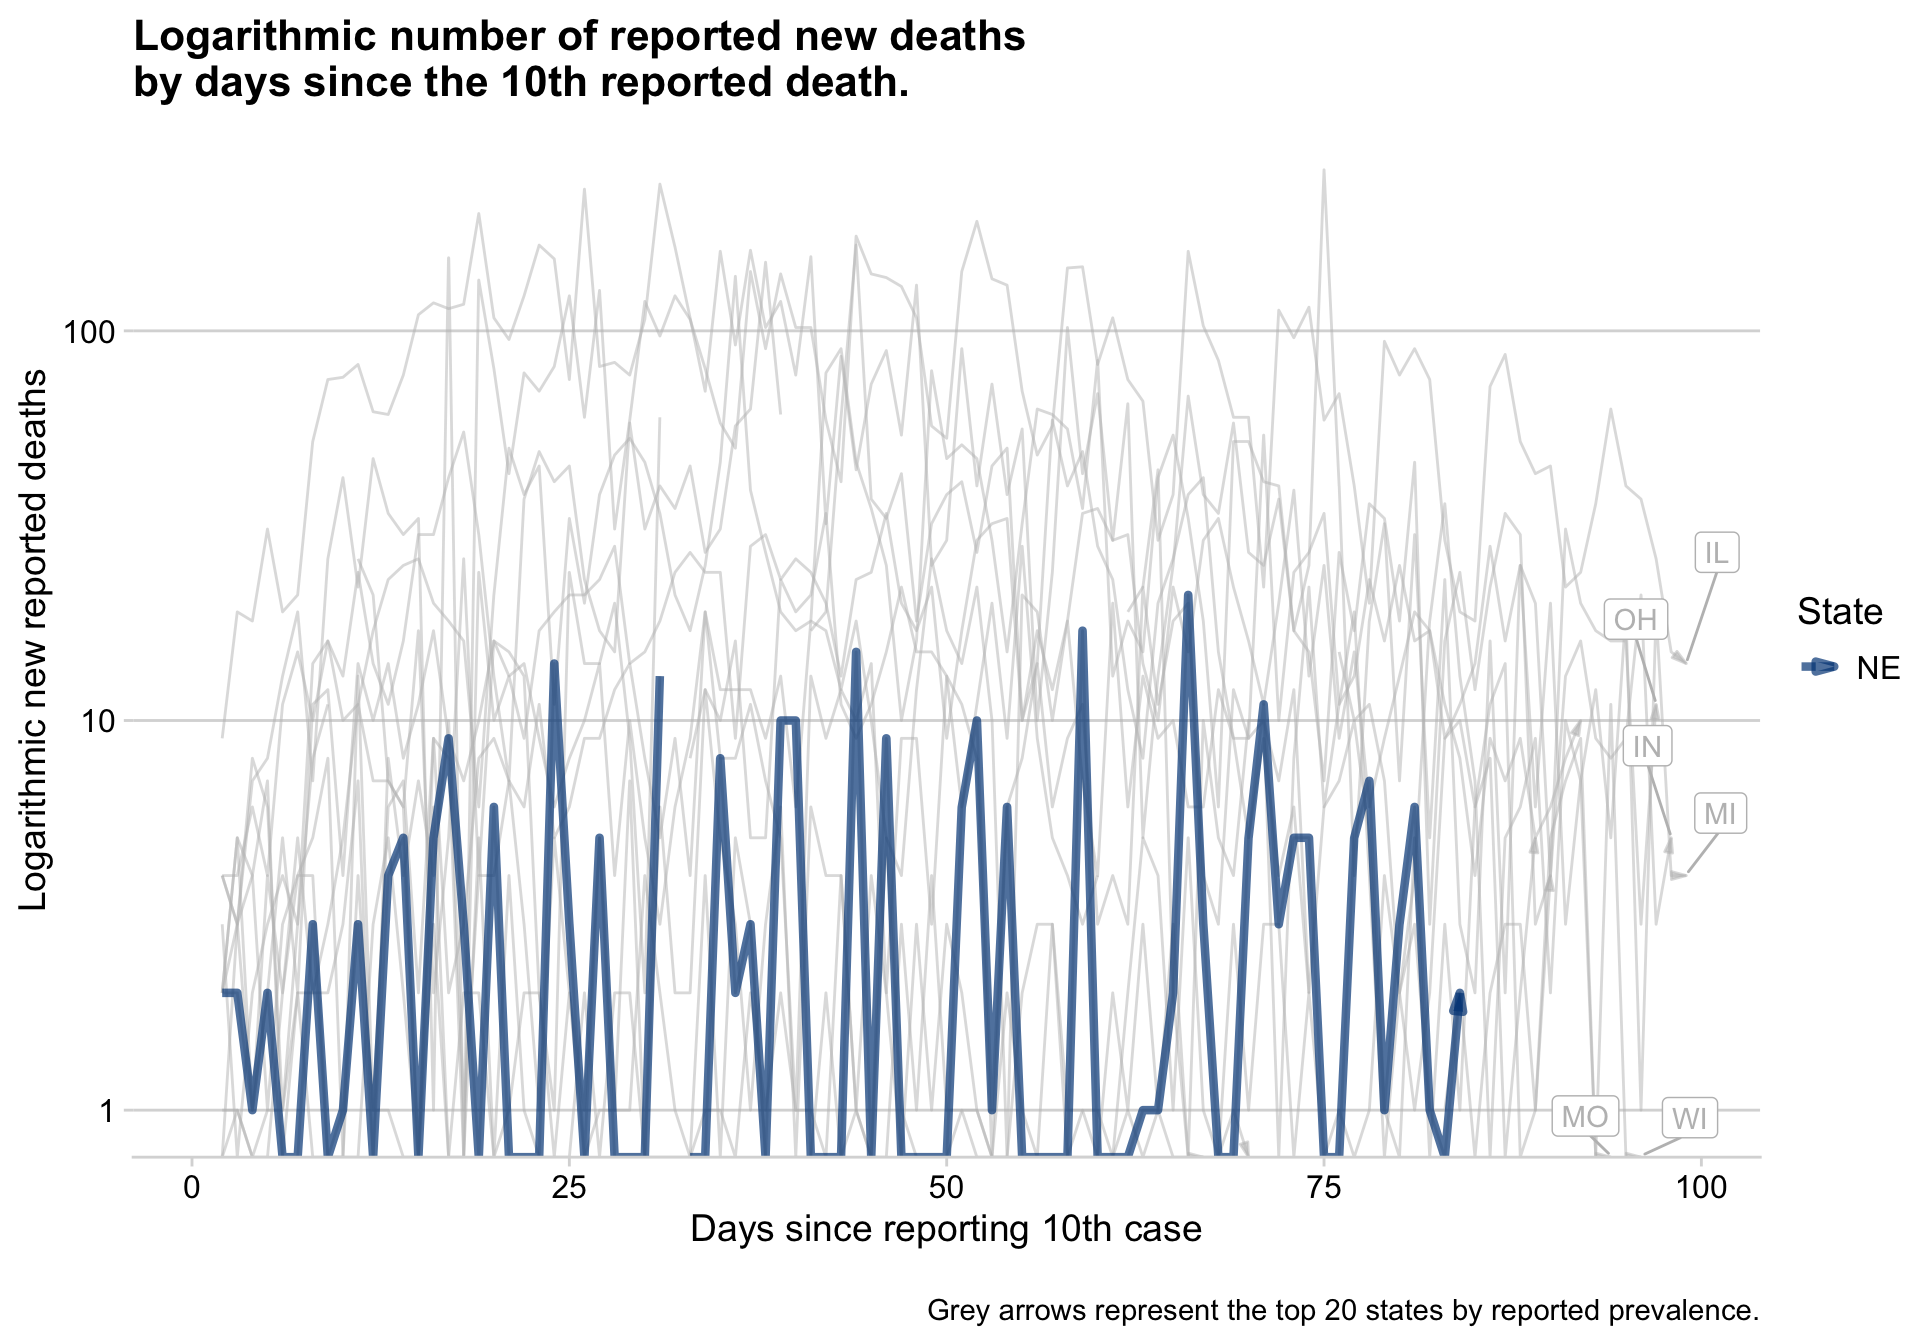 Logarithmic number of reported new deaths
by days since the 10th reported death.
Logarithmic new reported deaths
100
10
1
IL
OH
IN
MI
MO
WI
State
NE
0
25
50
75
100
Days since reporting 10th case
Grey arrows represent the top 20 states by reported prevalence.